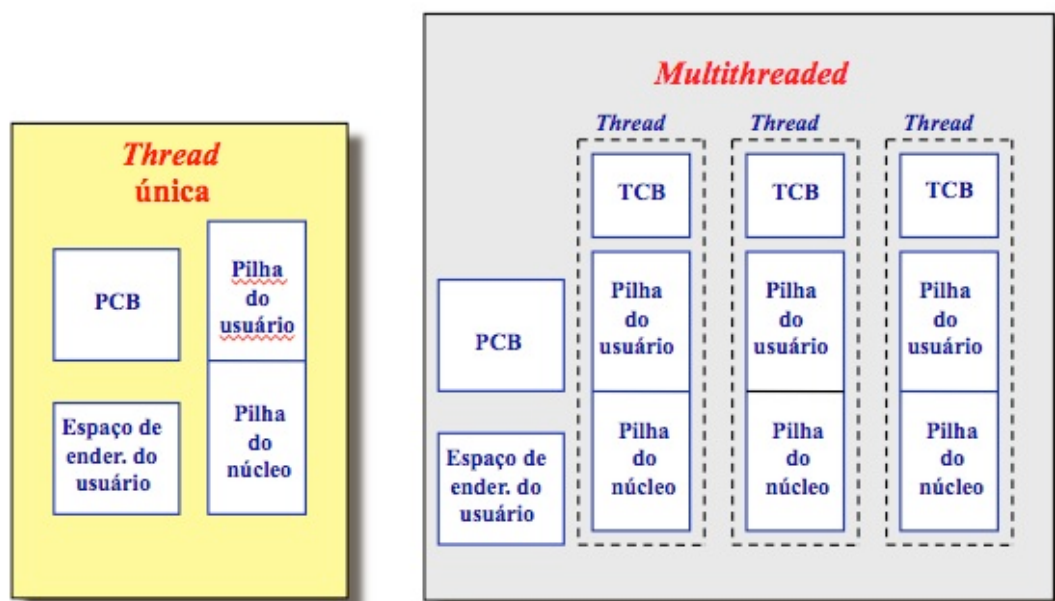 Thread
única
PCB
Pilha
do
usuário
Espaço de
ender. do
usuário
Pilha
do
núcleo
Multithreaded
Thread
Thread
Thread
TCB
TCB
TCB
PCB
Pilha
do
usuário
Pilha
do
usuário
Pilha
do
usuário
Espaço de
ender. do
usuário
Pilha
do
núcleo
Pilha
do
núcleo
Pilha
do
núcleo